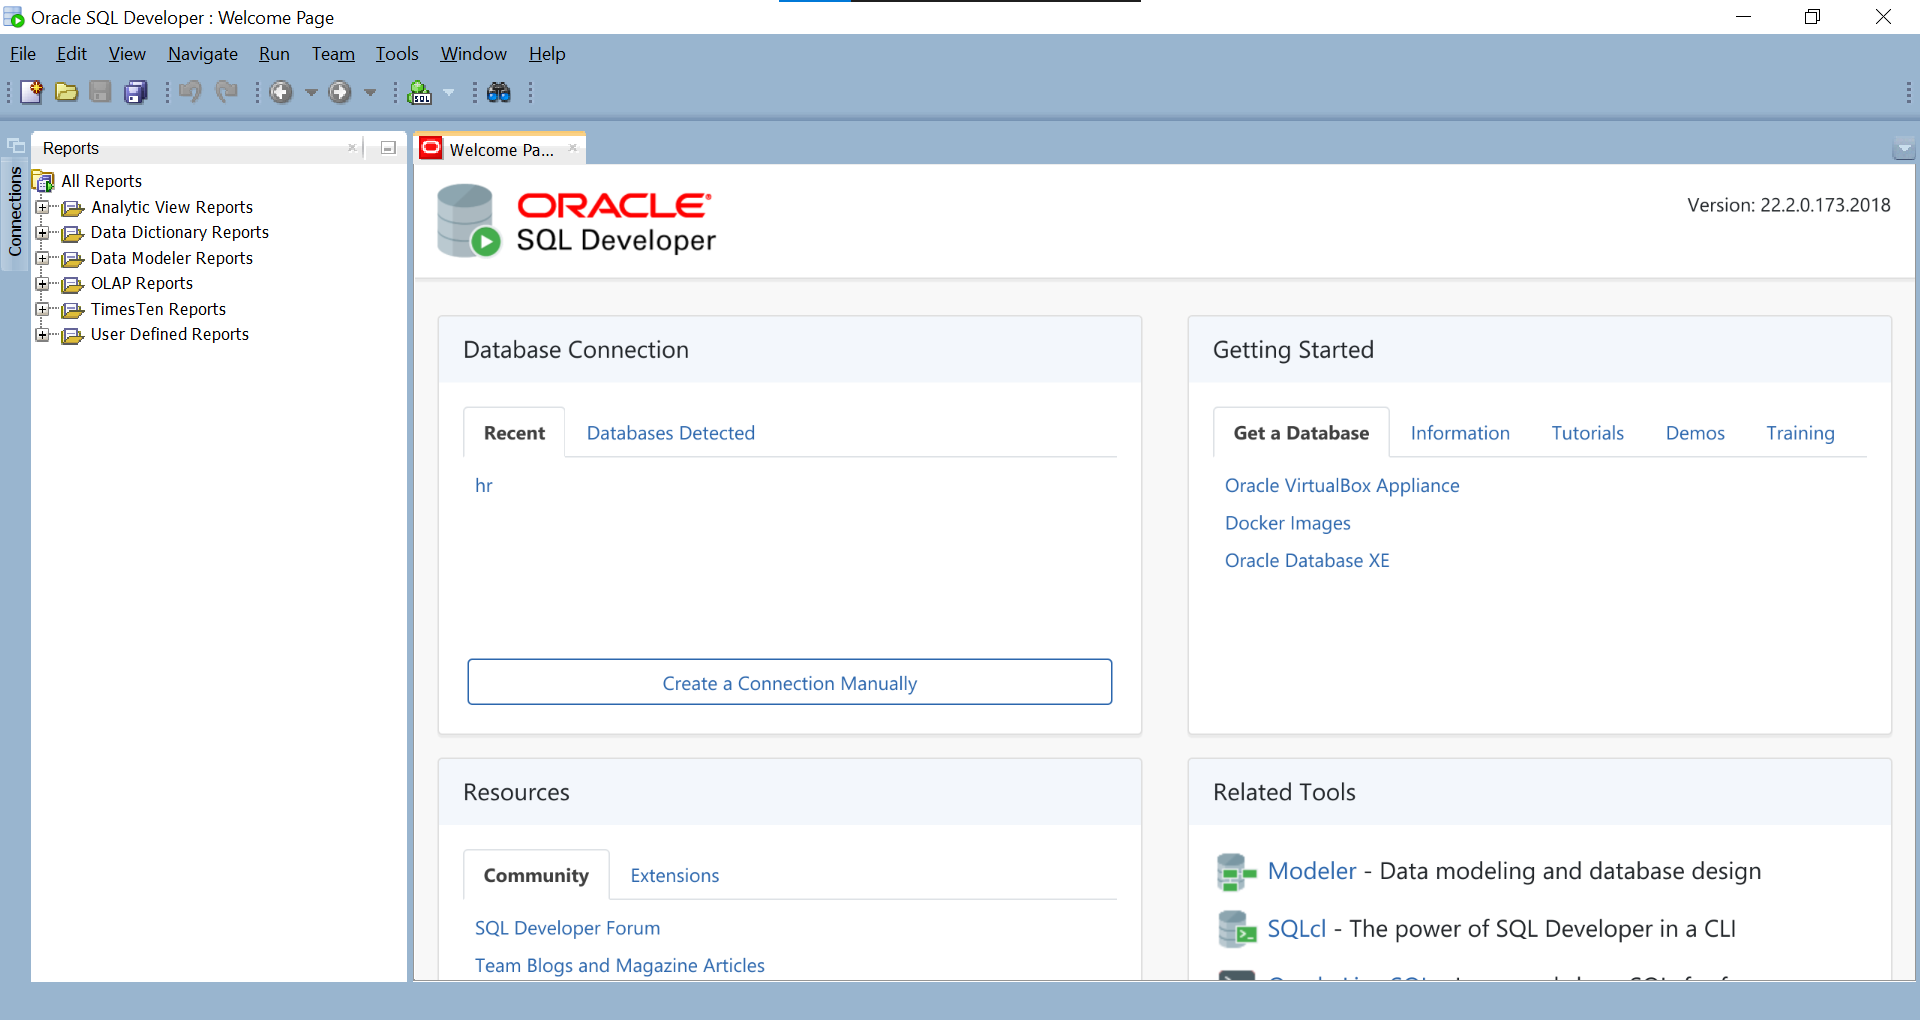 Oracle SQL Developer : Welcome Page
File Edit View Navigate Run Team Tools Window Help
SQL
Connections
Reports
All Reports
Analytic View Reports
Data Dictionary Reports
Data Modeler Reports
OLAP Reports
TimesTen Reports
User Defined Reports
Welcome Pa...
ORACLE®
SQL Developer
Version: 22.2.0.173.2018
Database Connection
Recent Databases Detected
hr
Create a Connection Manually
Getting Started
Get a Database Information Tutorials Demos Training
Oracle VirtualBox Appliance
Docker Images
Oracle Database XE
Resources
Community Extensions
SQL Developer Forum
Team Blogs and Magazine Articles
Related Tools
Modeler - Data modeling and database design
SQLcl - The power of SQL Developer in a CLI